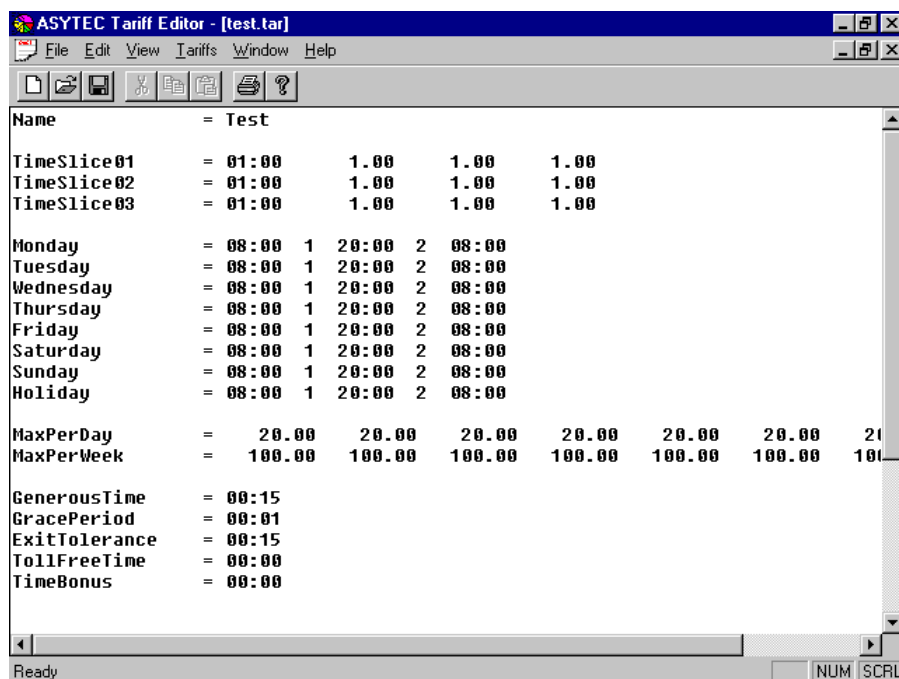 ASYTEC Tariff Editor - [test.tar]
File Edit View Tariffs Window Help
Name = Test
TimeSlice01 = 01:00 1.00 1.00 1.00
TimeSlice02 = 01:00 1.00 1.00 1.00
TimeSlice03 = 01:00 1.00 1.00 1.00
Monday = 08:00 1 20:00 2 08:00
Tuesday = 08:00 1 20:00 2 08:00
Wednesday = 08:00 1 20:00 2 08:00
Thursday = 08:00 1 20:00 2 08:00
Friday = 08:00 1 20:00 2 08:00
Saturday = 08:00 1 20:00 2 08:00
Sunday = 08:00 1 20:00 2 08:00
Holiday = 08:00 1 20:00 2 08:00
MaxPerDay = 20.00 20.00 20.00 20.00 20.00 20.00
MaxPerWeek = 100.00 100.00 100.00 100.00 100.00 100.00
GenerousTime = 00:15
GracePeriod = 00:01
ExitTolerance = 00:15
TollFreeTime = 00:00
TimeBonus = 00:00
Ready NUM SCRL